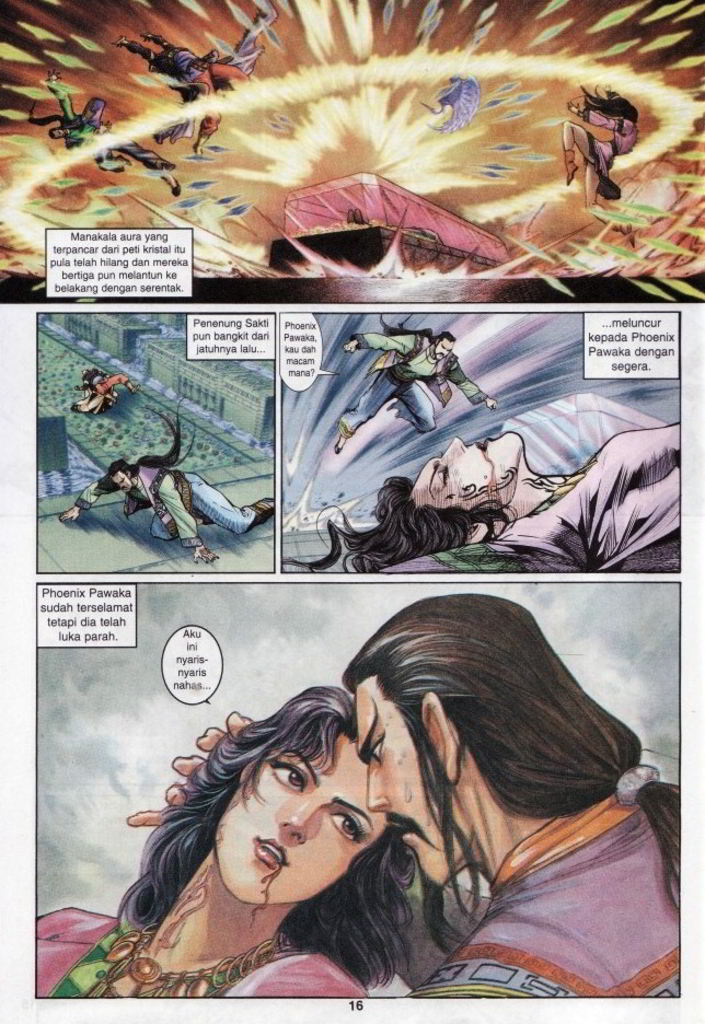 Manakala aura yang
terpancar dari peti kristal itu
pula telah hilang dan mereka
bertiga pun melantun ke
belakang dengan serentak.
Penenung Sakti
pun bangkit dari
jatuhnya lalu...
Phoenix
Pawaka,
kau dah
macam
mana?
...meluncur
kepada Phoenix
Pawaka dengan
segera.
Phoenix Pawaka
sudah terselamat
tetapi dia telah
luka parah.
Aku
ini
nyaris-
nyaris
nahas...
16